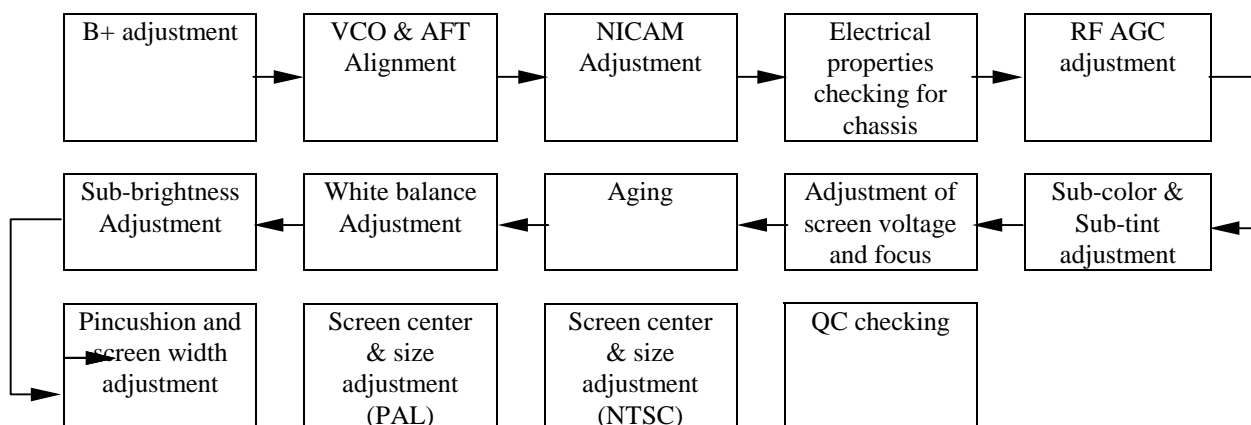 B+ adjustment
VCO & AFT
Alignment
NICAM
Adjustment
Electrical
properties
checking for
chassis
RF AGC
adjustment
Sub-brightness
Adjustment
White balance
Adjustment
Aging
Adjustment of
screen voltage
and focus
Sub-color &
Sub-tint
adjustment
Pincushion and
screen width
adjustment
Screen center
& size
adjustment
(PAL)
Screen center
& size
adjustment
(NTSC)
QC checking